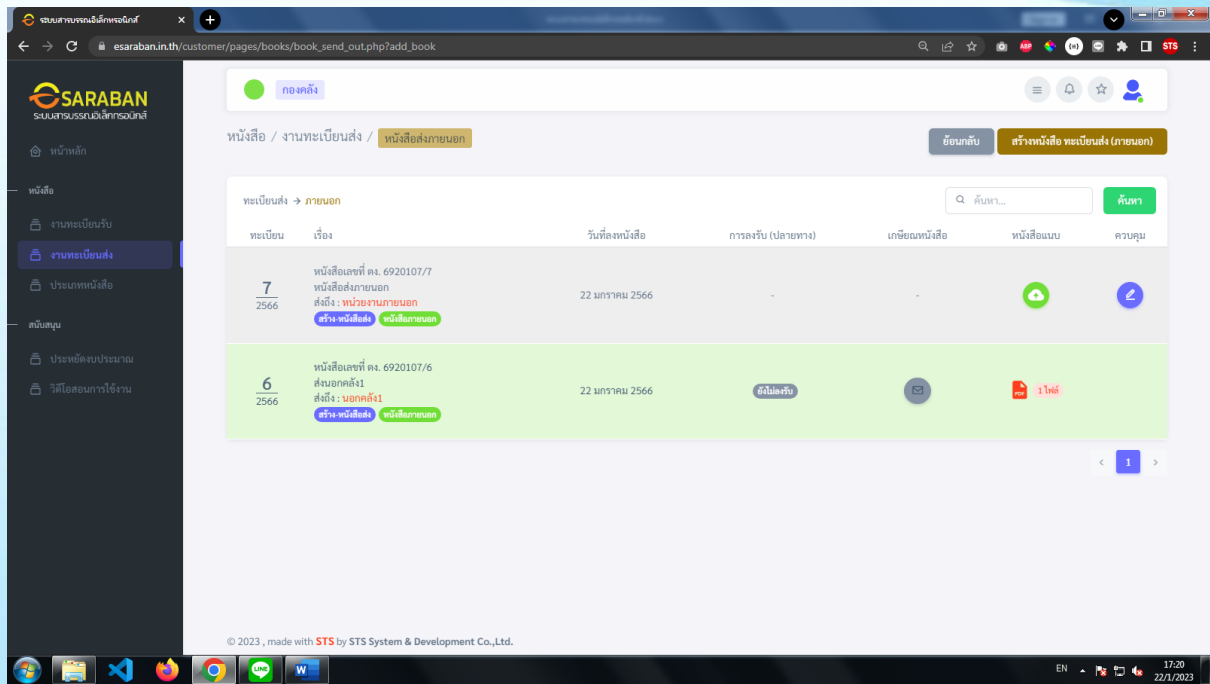 ระบบสารบรรณอิเล็กทรอนิกส์
esaraban.in.th/customer/pages/books/book_send_out.php?add_book
ABP
STS
SARABAN
ระบบสารบรรณอิเล็กทรอนิกส์
กองคลัง
หน้าหลัก
หนังสือ
งานทะเบียนรับ
งานทะเบียนส่ง
ประเภทหนังสือ
สนับสนุน
ประหยัดงบประมาณ
วิดีโอสอนการใช้งาน
หนังสือ / งานทะเบียนส่ง / หนังสือส่งภายนอก
ย้อนกลับ
สร้างหนังสือ ทะเบียนส่ง (ภายนอก)
ทะเบียนส่ง → ภายนอก
ค้นหา...
ค้นหา
ทะเบียน เรื่อง วันที่ลงหนังสือ การลงรับ (ปลายทาง) เกษียณหนังสือ หนังสือแนบ ควบคุม
7
2566
หนังสือเลขที่ ตง. 6920107/7
หนังสือส่งภายนอก
ส่งถึง : หน่วยงานภายนอก
สร้าง-หนังสือส่ง หนังสือภายนอก
22 มกราคม 2566 - -
6
2566
หนังสือเลขที่ ตง. 6920107/6
ส่งนอกคลัง1
ส่งถึง : นอกคลัง1
สร้าง-หนังสือส่ง หนังสือภายนอก
22 มกราคม 2566 ยังไม่ลงรับ PDF 1 ไฟล์
‹ 1 ›
© 2023 , made with STS by STS System & Development Co.,Ltd.
LINE
W
EN
17:20
22/1/2023